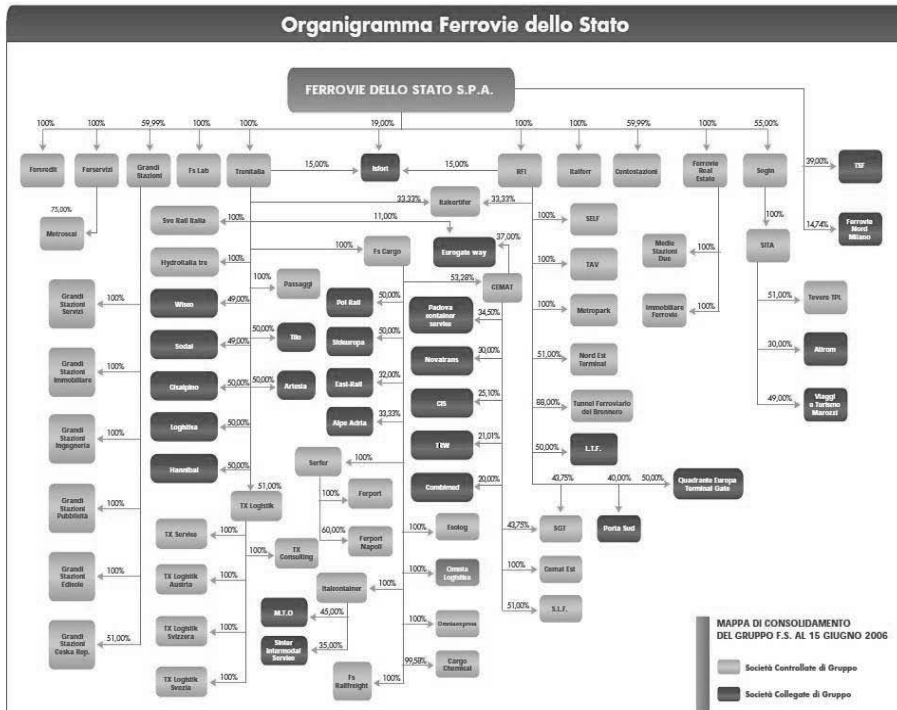 Organigramma Ferrovie dello Stato
FERROVIE DELLO STATO S.P.A.
100% 100% 59,99% 100% 100% 19,00% 100% 100% 59,99% 100% 55,00%
Fercredit
Ferservizi
Grandi
Stazioni
Fs Lab
Trenitalia
15,00%
Isfort
15,00%
RFI
Italferr
Centostazioni
Ferrovie
Real
Estate
Sogin
39,00%
TSF
14,74%
Ferrovie
Nord
Milano
75,00%
Metroscai
33,33%
Italcertifer
33,33%
Svo Rail Italia
100%
11,00%
Eurogate way
37,00%
100%
SELF
100%
SITA
Hydroitalia tre
100%
100%
Fs Cargo
53,28%
CEMAT
100%
TAV
Medie
Stazioni
Due
100%
100%
Passaggi
Grandi
Stazioni
Servizi
100%
Wisco
49,00%
Pol Rail
50,00%
Padova
container
service
34,50%
100%
Metropark
Immobiliare
Ferrovie
100%
51,00%
Tevere TPL
Sodai
49,00%
50,00%
Tilo
Sideuropa
50,00%
Novatrans
30,00%
51,00%
Nord Est
Terminal
30,00%
Ailrom
Grandi
Stazioni
Immobiliare
100%
Cisalpino
50,00%
50,00%
Artesia
East-Rail
32,00%
CIS
25,10%
88,00%
Tunnel Ferroviario
del Brennero
49,00%
Viaggi
e Turismo
Marozzi
Grandi
Stazioni
Ingegneria
100%
Logistica
50,00%
Alpe Adria
33,33%
TEW
21,01%
50,00%
L.T.F.
Hannibal
50,00%
Serfer
100%
Combimed
20,00%
50,00%
Quadrante Europa
Terminal Gate
Grandi
Stazioni
Pubblicità
100%
51,00%
TX Logistik
100%
Ferport
43,75%
40,00%
SGT
43,75%
Porta Sud
TX Service
100%
60,00%
Ferport
Napoli
100%
Ecolog
100%
TX
Consulting
Grandi
Stazioni
Edicole
100%
TX Logistik
Austria
100%
Italcontainer
100%
100%
Omnia
Logistica
100%
Cemat Est
M.T.O
45,00%
51,00%
S.I.F.
Grandi
Stazioni
Ceska Rep.
51,00%
TX Logistik
Svizzera
100%
Sinter
Intermodal
Service
35,00%
100%
Omniaexpress
TX Logistik
Svezia
100%
Fs
Railfreight
100%
99,58%
Cargo
Chemical
MAPPA DI CONSOLIDAMENTO
DEL GRUPPO F.S. AL 15 GIUGNO 2006
Società Controllate di Gruppo
Società Collegate di Gruppo